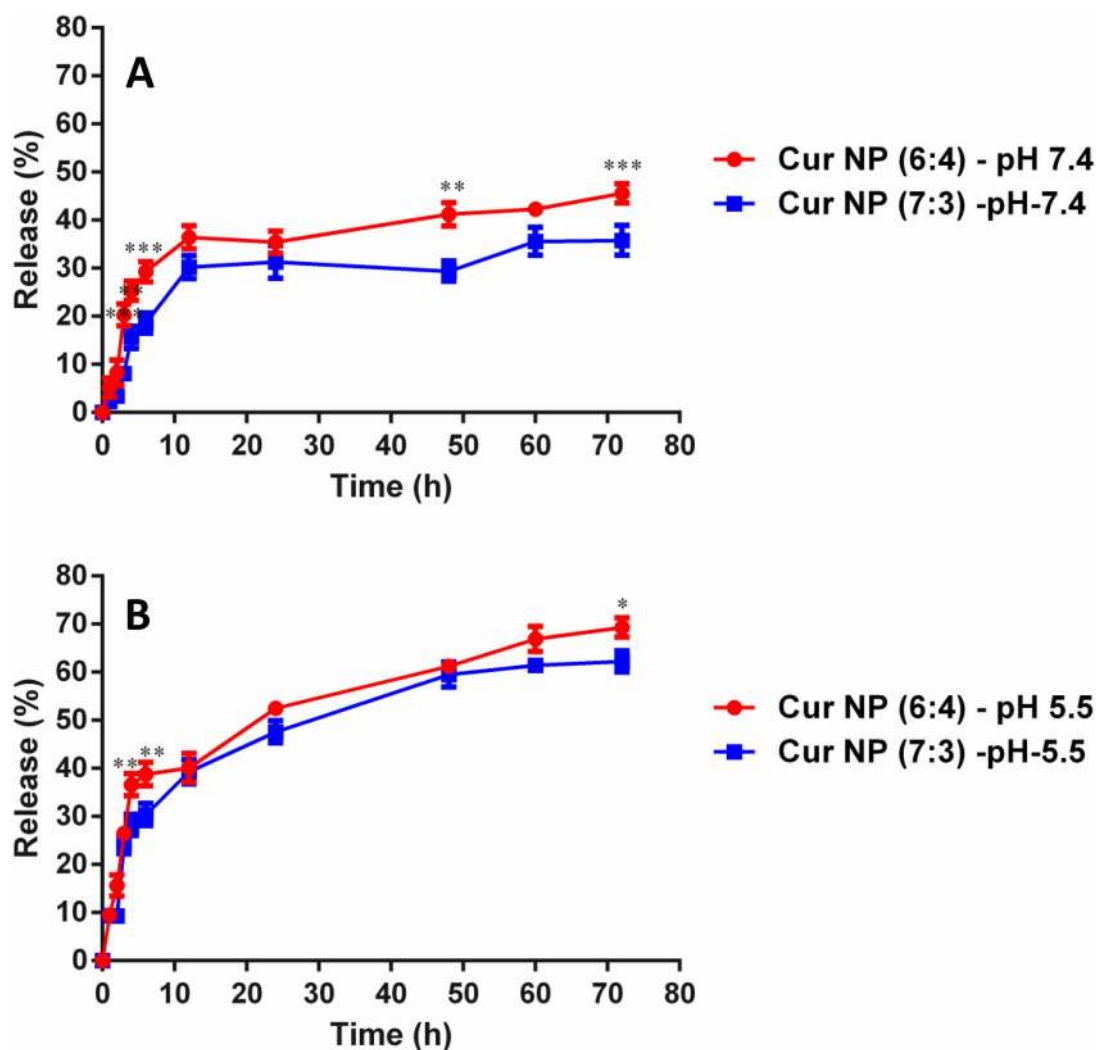 A
80
70
60
50
40
30
20
10
0
Release (%)
***
**
***
**
***
0 10 20 30 40 50 60 70 80
Time (h)
Cur NP (6:4) - pH 7.4
Cur NP (7:3) -pH-7.4
B
80
70
60
50
40
30
20
10
0
Release (%)
*
**
**
0 10 20 30 40 50 60 70 80
Time (h)
Cur NP (6:4) - pH 5.5
Cur NP (7:3) -pH-5.5